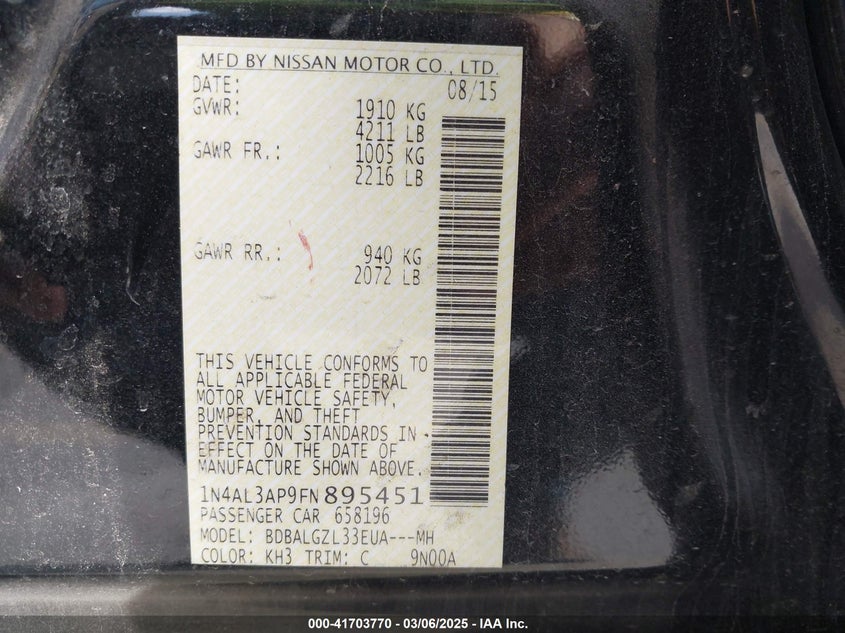 MFD BY NISSAN MOTOR CO., LTD.
DATE: 08/15
GVWR: 1910 KG
4211 LB
GAWR FR.: 1005 KG
2216 LB
GAWR RR.: 940 KG
2072 LB
THIS VEHICLE CONFORMS TO
ALL APPLICABLE FEDERAL
MOTOR VEHICLE SAFETY,
BUMPER, AND THEFT
PREVENTION STANDARDS IN
EFFECT ON THE DATE OF
MANUFACTURE SHOWN ABOVE.
1N4AL3AP9FN895451
PASSENGER CAR 658196
MODEL: BDBALGZL33EUA---MH
COLOR: KH3 TRIM: C 9N00A
000-41703770 - 03/06/2025 - © IAA Inc.